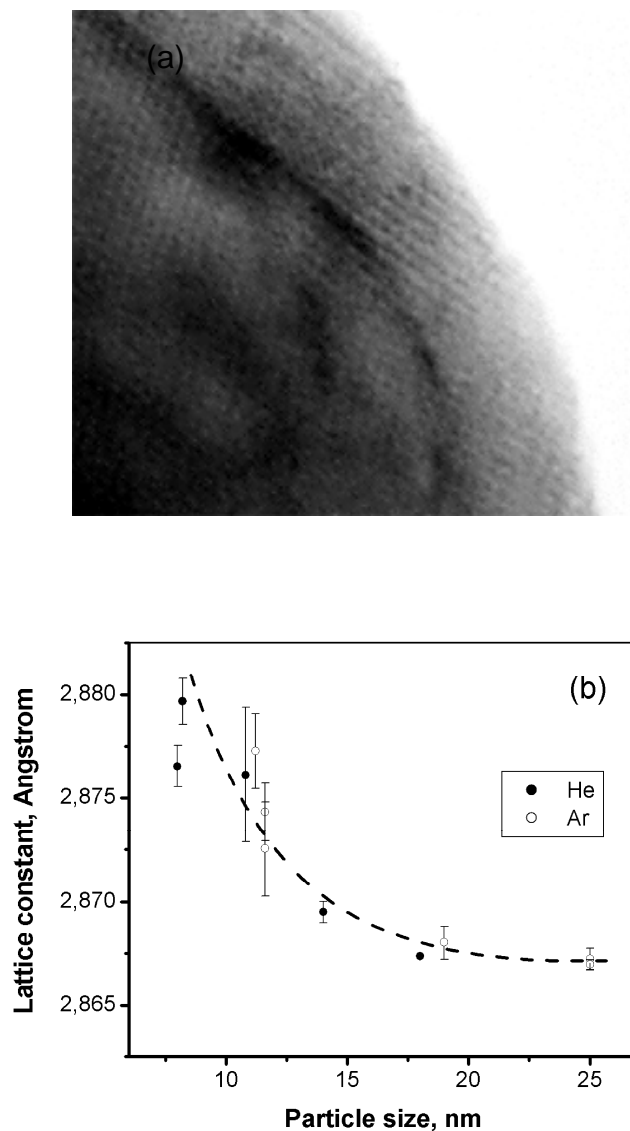 (a)
(b)
2,880
2,875
2,870
2,865
Lattice constant, Angstrom
He
Ar
10
15
20
25
Particle size, nm